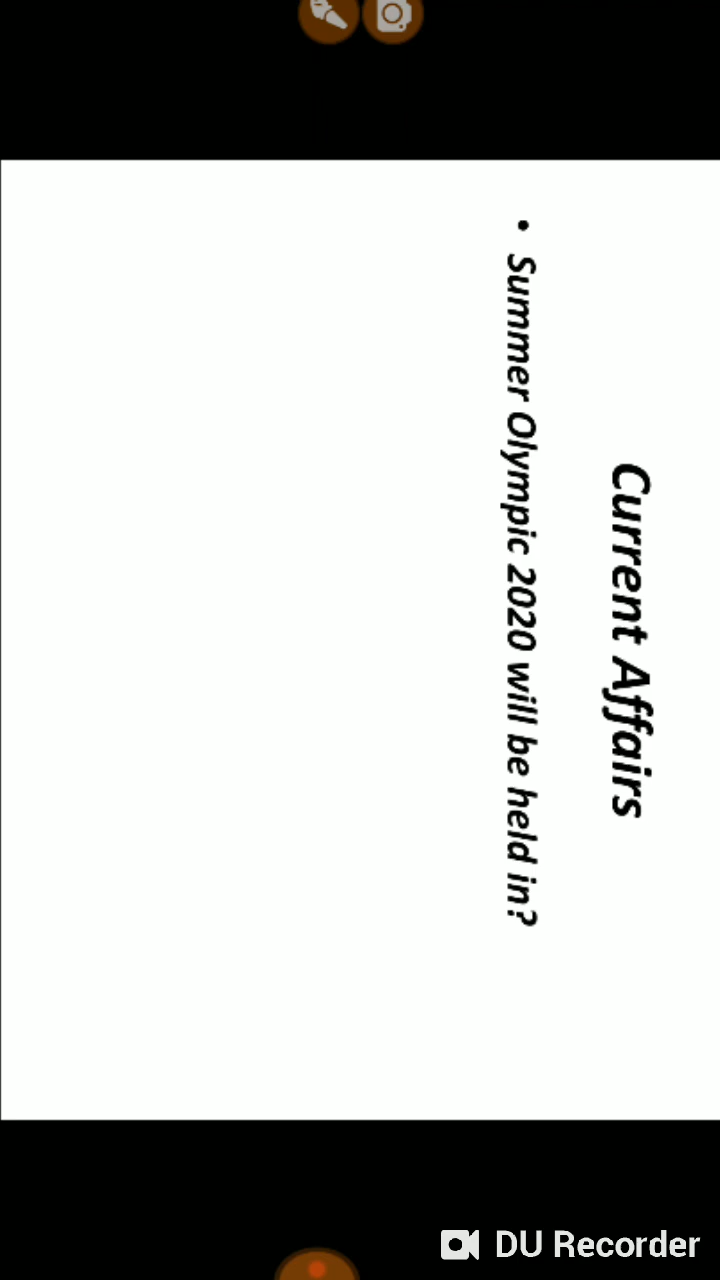 Current Affairs
• Summer Olympic 2020 will be held in?
DU Recorder